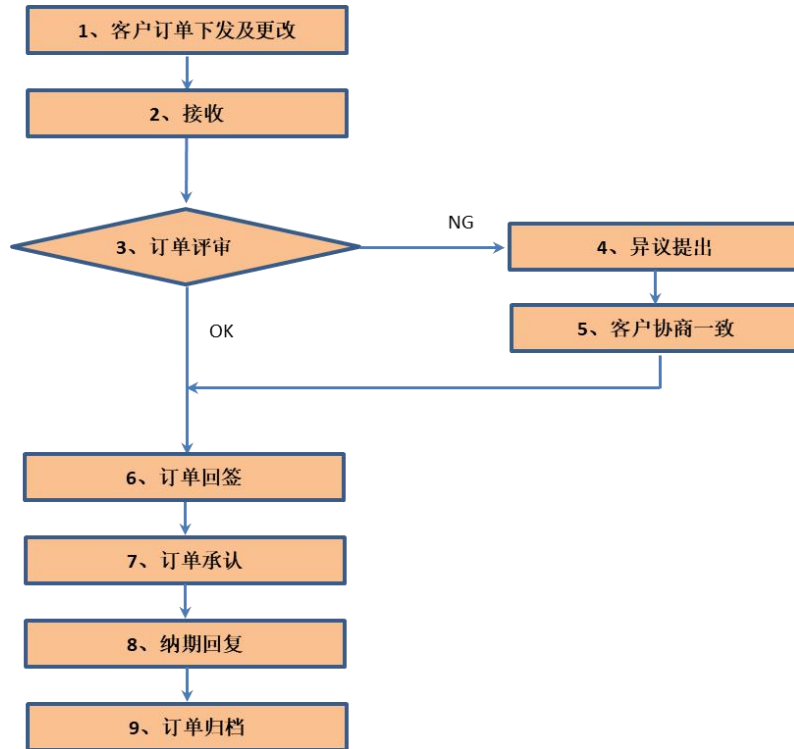 1、客户订单下发及更改
2、接收
3、订单评审
NG
4、异议提出
5、客户协商一致
OK
6、订单回签
7、订单承认
8、纳期回复
9、订单归档